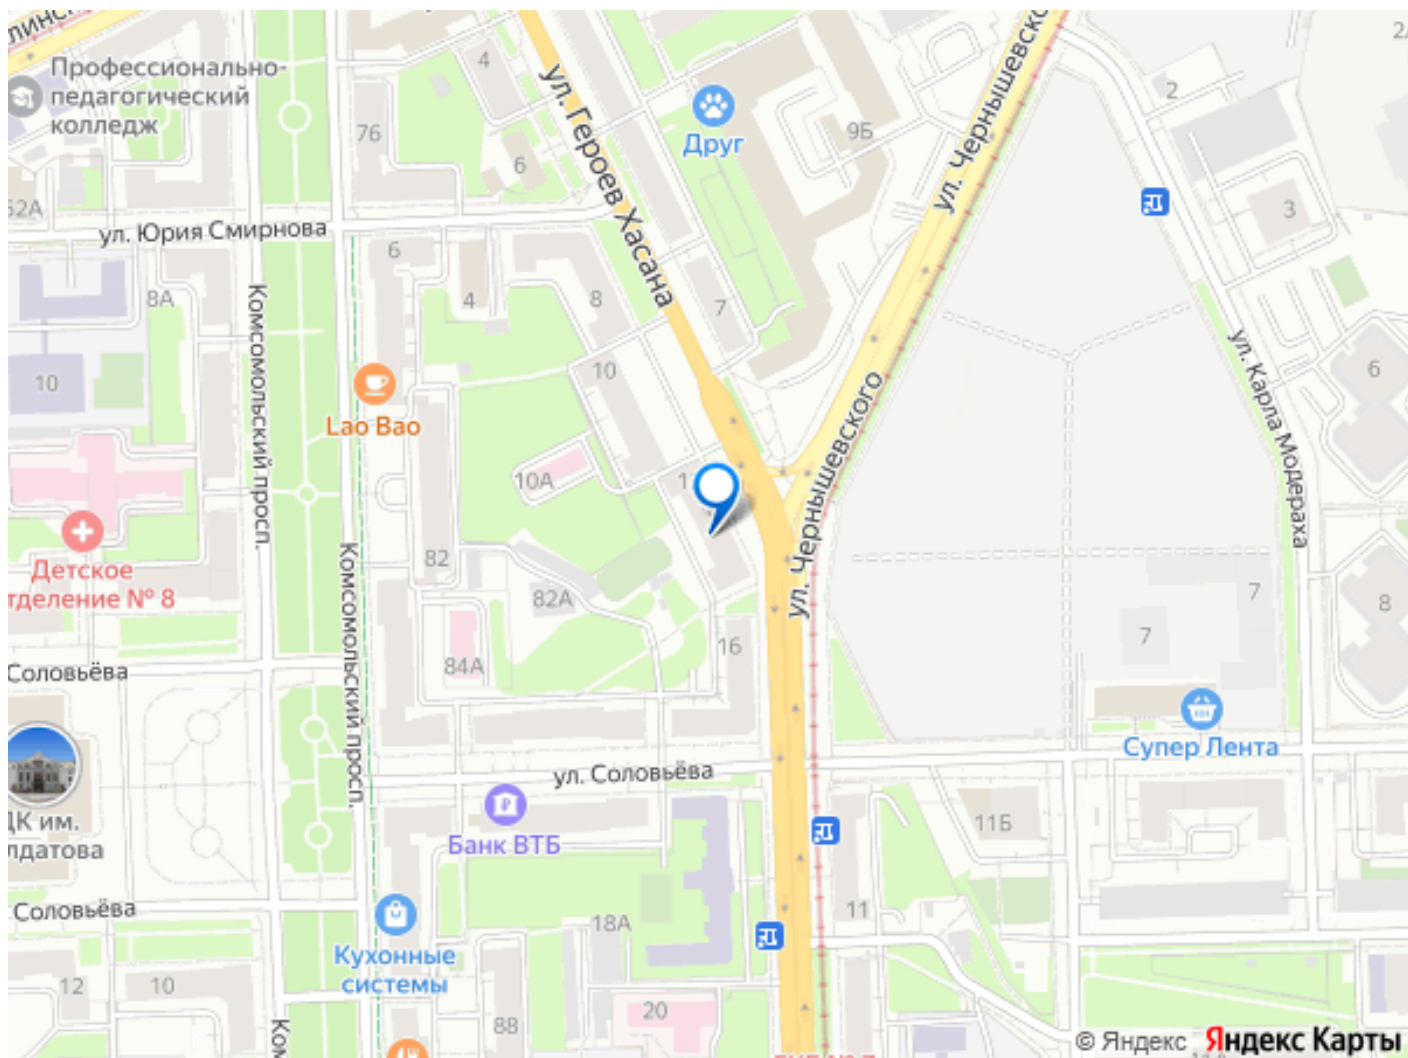 Профессионально-
педагогический
колледж
4
76
6
Друг
9Б
2
3
52А
ул. Юрия Смирнова
ул. Героев Хасана
ул. Чернышевского
6
4
8
7
8А
10
Комсомольский просп.
10
Lao Bao
6
ул. Карла Модераха
ул. Чернышевского
10А
82
Детское
тделение № 8
82А
Комсомольский просп.
84А
16
7
7
8
Соловьёва
Супер Лента
ул. Соловьёва
ДК им.
лдатова
Банк ВТБ
11Б
Соловьёва
18А
11
Кухонные
системы
12
10
88
20
© Яндекс Яндекс Карты